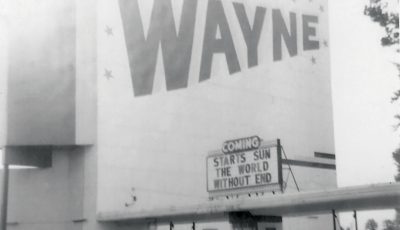 WAYNE
COMING
STARTS SUN
THE WORLD
WITHOUT END